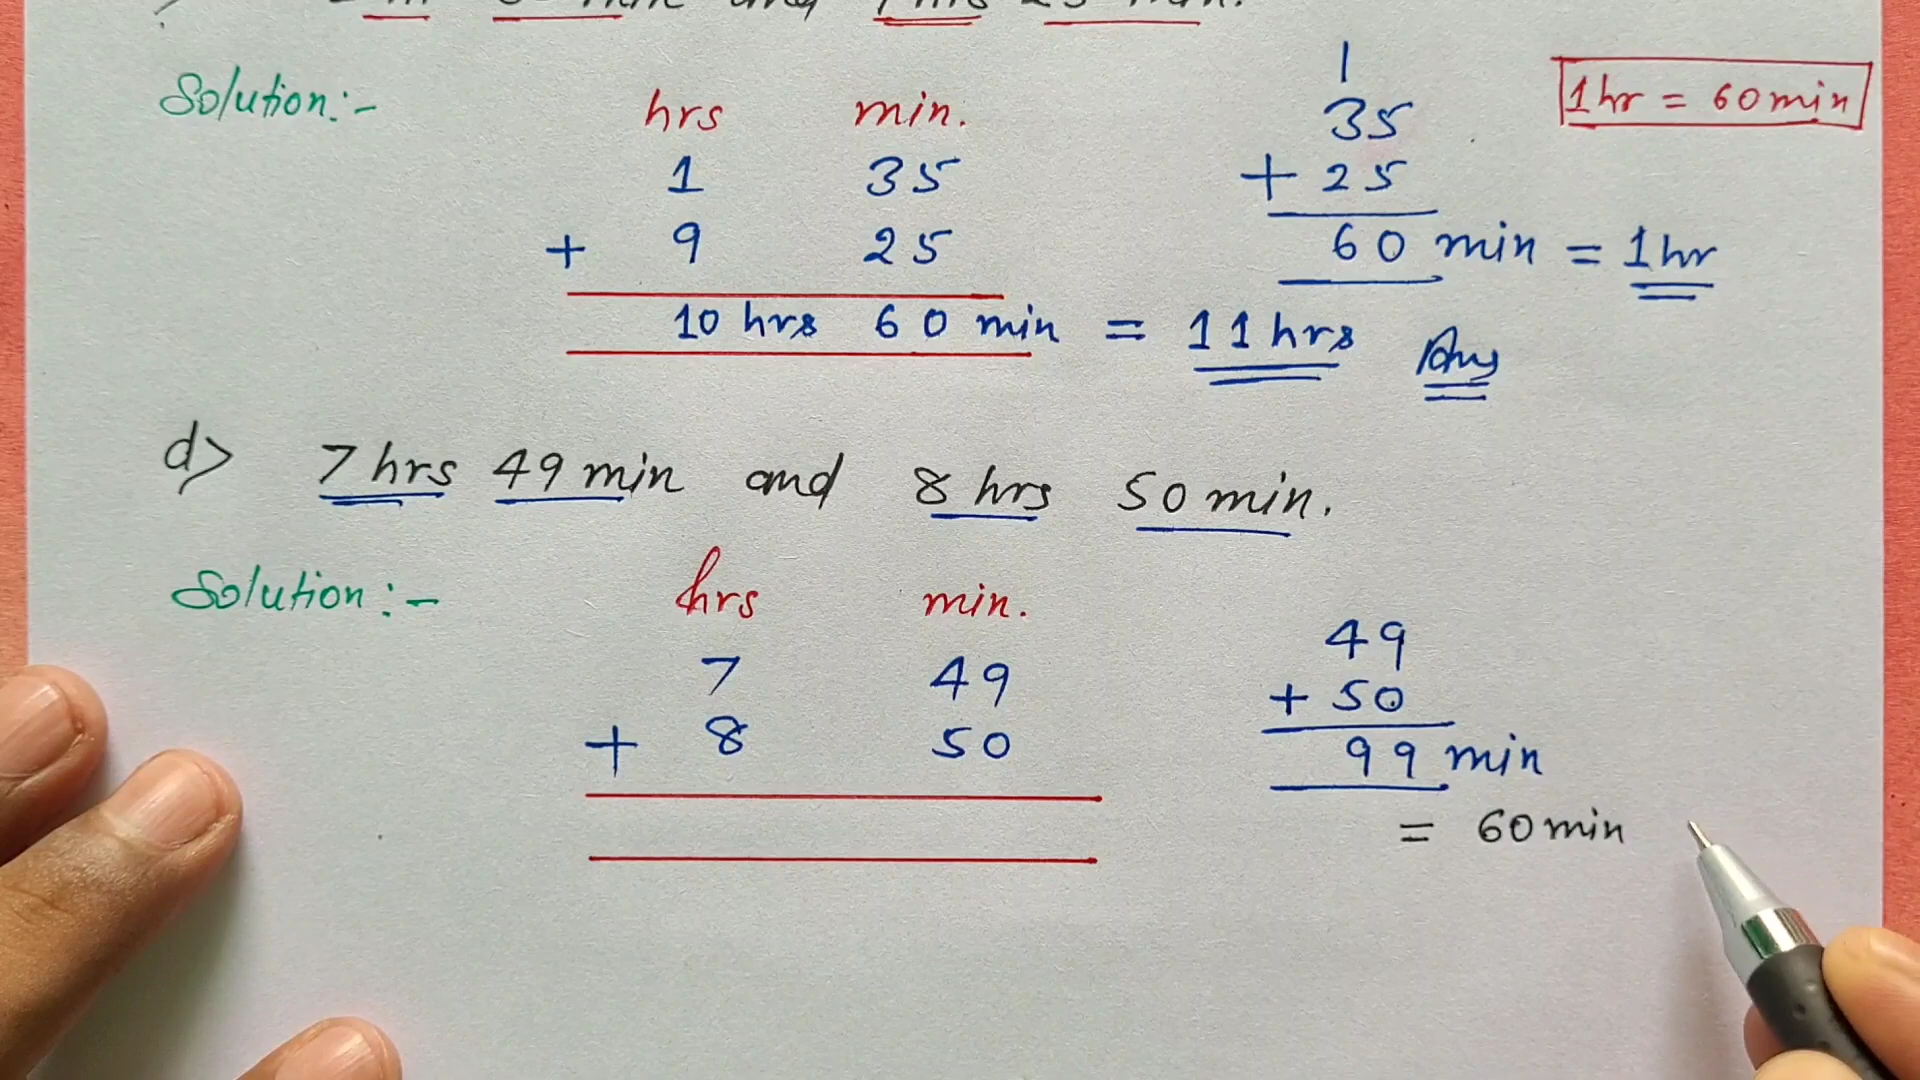 and
Solution:-
hrs min.
1 35
+ 9 25
10 hrs 60 min = 11 hrs Ans
1
35
+ 25
60 min = 1 hr
1 hr = 60 min
d> 7 hrs 49 min and 8 hrs 50 min.
Solution:-
hrs min.
7 49
+ 8 50
49
+ 50
99 min
= 60 min